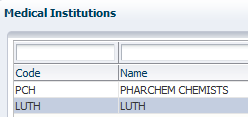 Medical Institutions
Code Name
PCH PHARCHEM CHEMISTS
LUTH LUTH